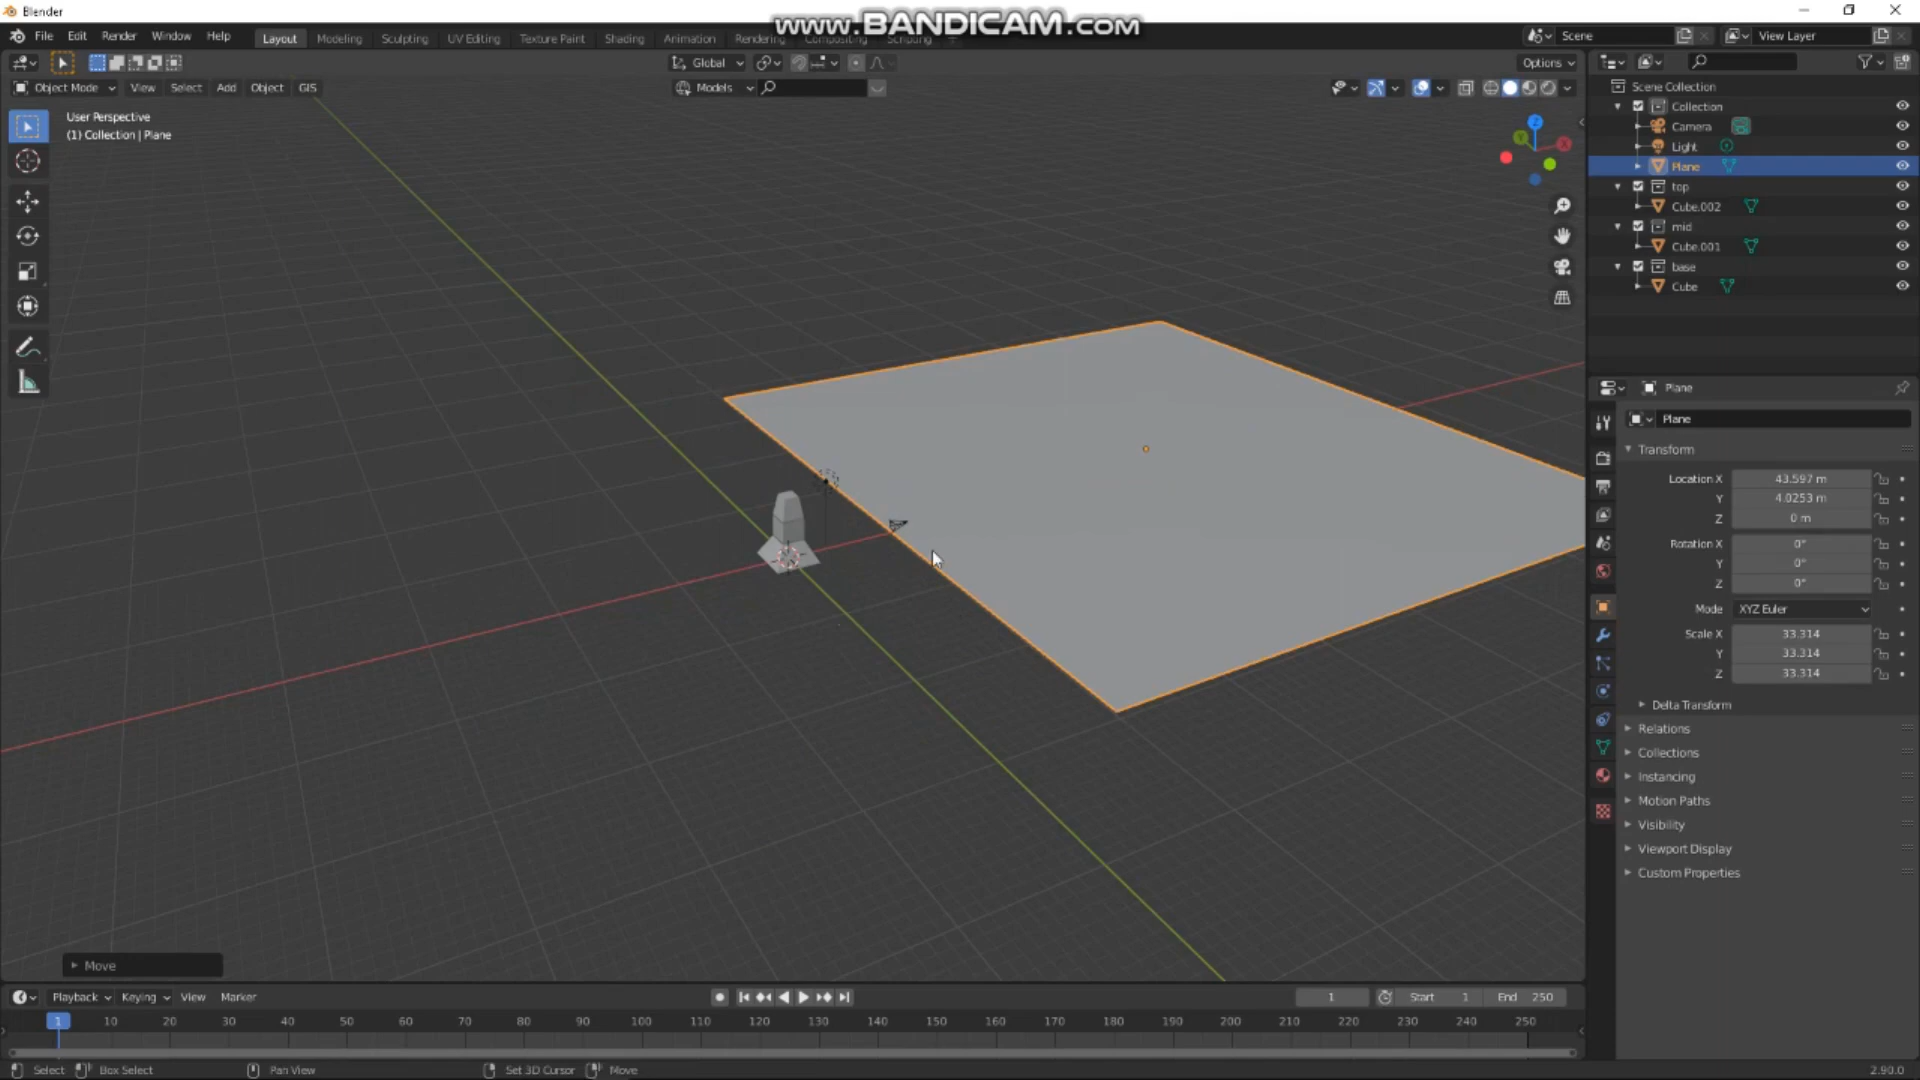 Blender
www.BANDICAM.com
File Edit Render Window Help
Layout Modeling Sculpting UV Editing Texture Paint Shading Animation Rendering Compositing Scripting
Scene
View Layer
Global
Options
Object Mode View Select Add Object GIS
Models
User Perspective
(1) Collection | Plane
Z
Y
X
Scene Collection
Collection
Camera
Light
Plane
top
Cube.002
mid
Cube.001
base
Cube
Plane
Plane
Transform
Location X 43.597 m
Y 4.0253 m
Z 0 m
Rotation X 0°
Y 0°
Z 0°
Mode XYZ Euler
Scale X 33.314
Y 33.314
Z 33.314
Delta Transform
Relations
Collections
Instancing
Motion Paths
Visibility
Viewport Display
Custom Properties
Move
Playback Keying View Marker
1 Start 1 End 250
1 10 20 30 40 50 60 70 80 90 100 110 120 130 140 150 160 170 180 190 200 210 220 230 240 250
Select Box Select Pan View Set 3D Cursor Move
2.90.0